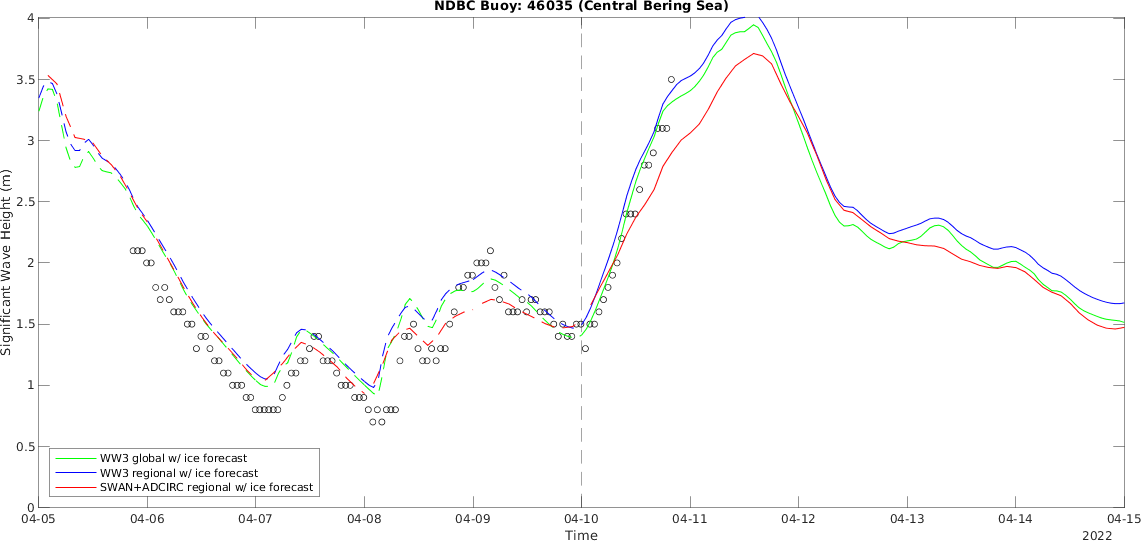 NDBC Buoy: 46035 (Central Bering Sea)
4
3.5
3
2.5
2
1.5
1
0.5
0
Significant Wave Height (m)
WW3 global w/ ice forecast
WW3 regional w/ ice forecast
SWAN+ADCIRC regional w/ ice forecast
04-05 04-06 04-07 04-08 04-09 04-10 04-11 04-12 04-13 04-14 04-15
Time
2022